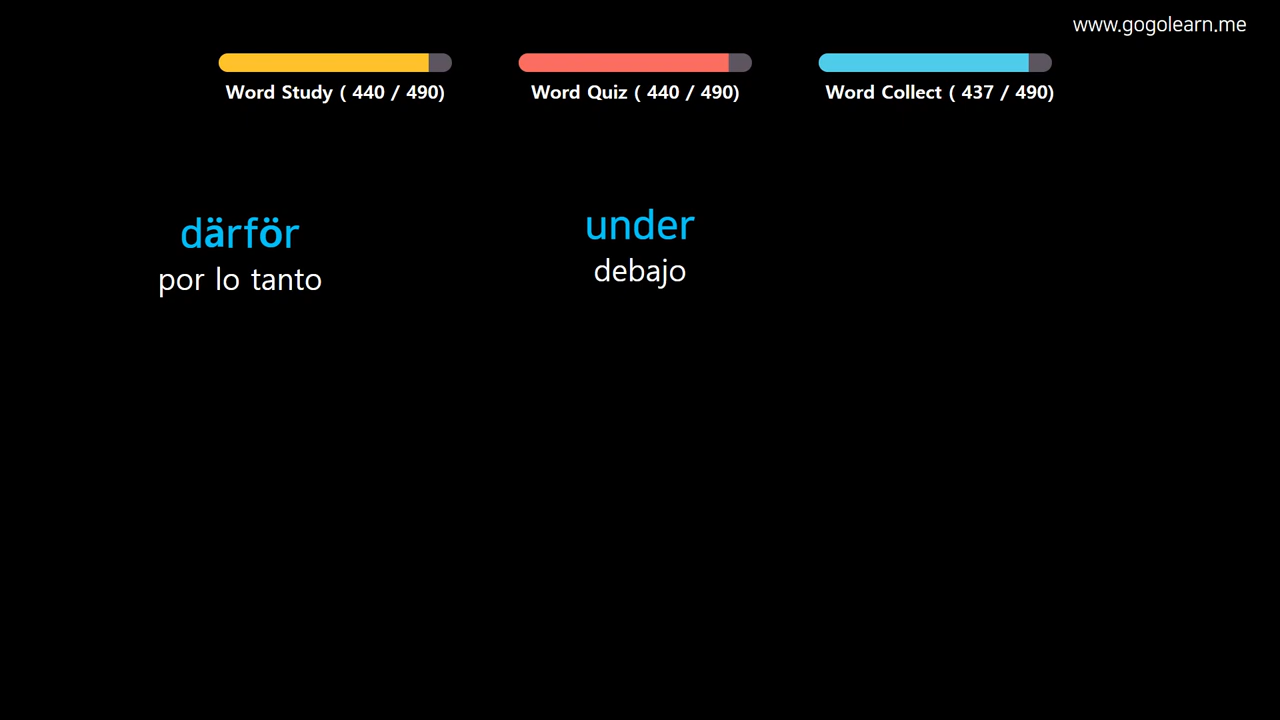 www.gogolearn.me
Word Study ( 440 / 490)
Word Quiz ( 440 / 490)
Word Collect ( 437 / 490)
därför
por lo tanto
under
debajo